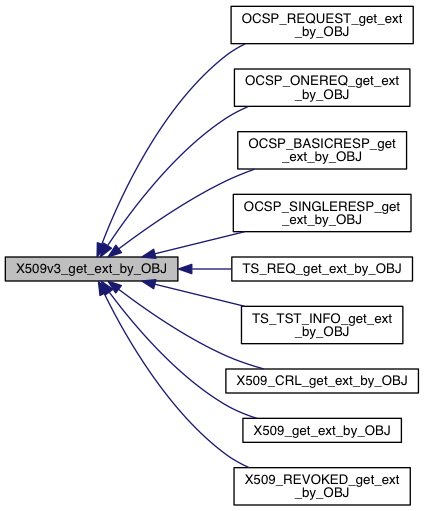 OCSP_REQUEST_get_ext
_by_OBJ
OCSP_ONEREQ_get_ext
_by_OBJ
OCSP_BASICRESP_get
_ext_by_OBJ
OCSP_SINGLERESP_get
_ext_by_OBJ
X509v3_get_ext_by_OBJ
TS_REQ_get_ext_by_OBJ
TS_TST_INFO_get_ext
_by_OBJ
X509_CRL_get_ext_by_OBJ
X509_get_ext_by_OBJ
X509_REVOKED_get_ext
_by_OBJ